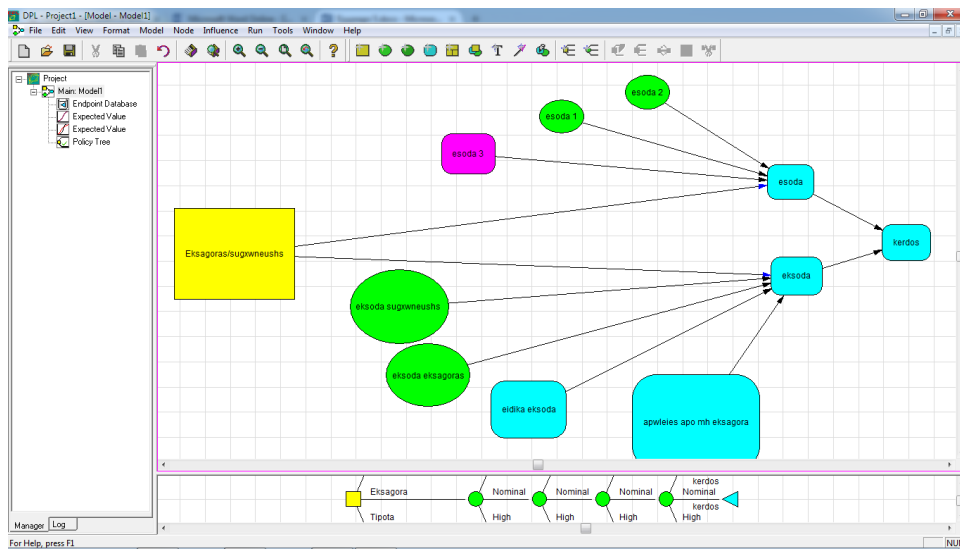 DPL - Project1 - [Model - Model1]
File Edit View Format Model Node Influence Run Tools Window Help
Project
Main: Model1
Endpoint Database
Expected Value
Expected Value
Policy Tree
esoda 2
esoda 1
esoda 3
esoda
Eksagoras/sugxwneushs
kerdos
eksoda
eksoda sugxwneushs
eksoda eksagoras
eidika eksoda
apwleies apo mh eksagora
kerdos
Eksagora Nominal Nominal Nominal Nominal
kerdos
Tipota High High High High
Manager Log
For Help, press F1
NU